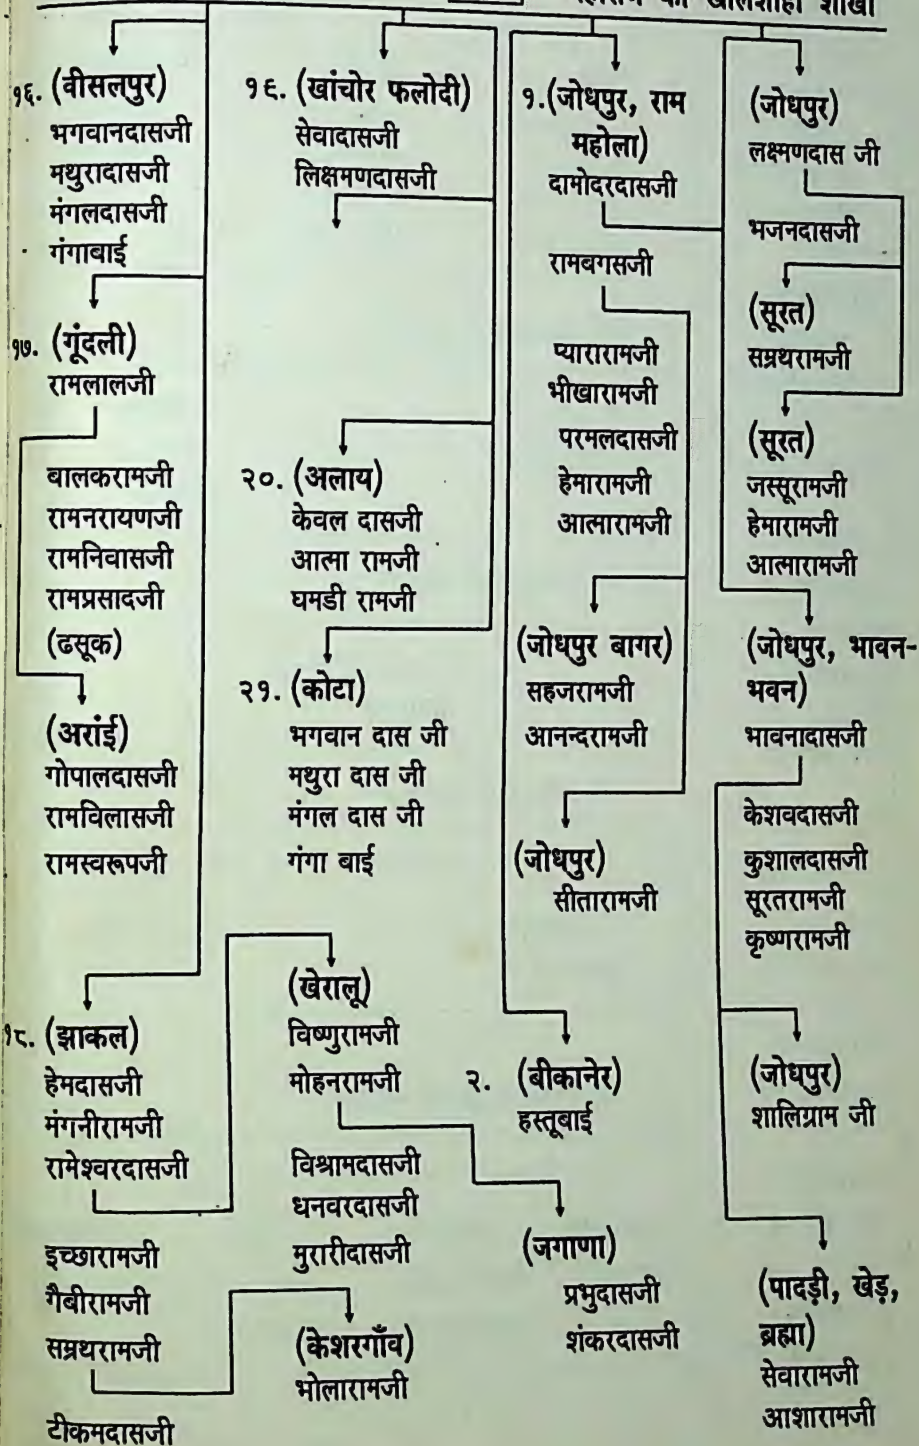 की खालशाही शाखा
१६. (वीसलपुर)
भगवानदासजी
मथुरादासजी
मंगलदासजी
गंगाबाई
१७. (गूंदली)
रामलालजी
बालकरामजी
रामनरायणजी
रामनिवासजी
रामप्रसादजी
(ढसूक)
(अरांई)
गोपालदासजी
रामविलासजी
रामस्वरूपजी
१८. (झाकल)
हेमदासजी
मंगनीरामजी
रामेश्वरदासजी
इच्छारामजी
गैबीरामजी
सम्रथरामजी
टीकमदासजी
१९. (खांचोर फलोदी)
सेवादासजी
लिक्षमणदासजी
२०. (अलाय)
केवल दासजी
आत्मा रामजी
घमडी रामजी
२१. (कोटा)
भगवान दास जी
मथुरा दास जी
मंगल दास जी
गंगा बाई
(खेरालू)
विष्णुरामजी
मोहनरामजी
विश्रामदासजी
धनवरदासजी
मुरारीदासजी
(केशरगाँव)
भोलारामजी
१.(जोधपुर, राम
महोला)
दामोदरदासजी
रामबगसजी
प्यारारामजी
भीखारामजी
परमलदासजी
हेमारामजी
आत्मारामजी
(जोधपुर बागर)
सहजरामजी
आनन्दरामजी
(जोधपुर)
सीतारामजी
२. (बीकानेर)
हस्तूबाई
(जगाणा)
प्रभुदासजी
शंकरदासजी
(जोधपुर)
लक्ष्मणदास जी
भजनदासजी
(सूरत)
सम्रथरामजी
(सूरत)
जस्सूरामजी
हेमारामजी
आत्मारामजी
(जोधपुर, भावन-
भवन)
भावनादासजी
केशवदासजी
कुशालदासजी
सूरतरामजी
कृष्णरामजी
(जोधपुर)
शालिग्राम जी
(पादड़ी, खेड़,
ब्रह्मा)
सेवारामजी
आशारामजी